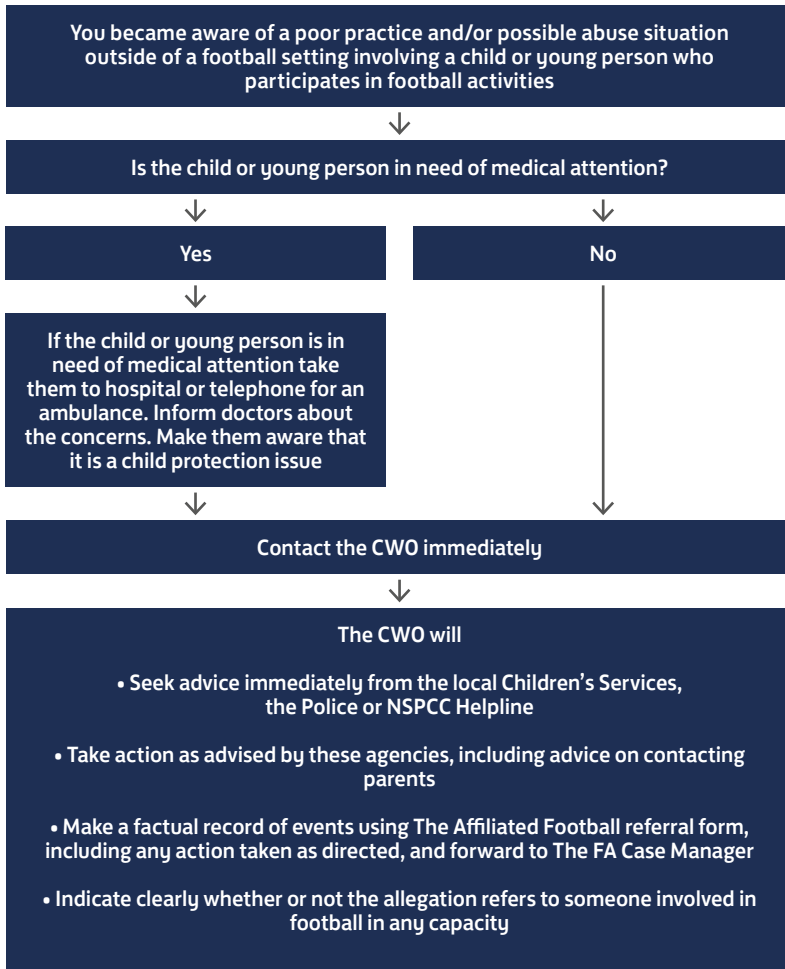 You became aware of a poor practice and/or possible abuse situation
outside of a football setting involving a child or young person who
participates in football activities
Is the child or young person in need of medical attention?
Yes
No
If the child or young person is in
need of medical attention take
them to hospital or telephone for an
ambulance. Inform doctors about
the concerns. Make them aware that
it is a child protection issue
Contact the CWO immediately
The CWO will
• Seek advice immediately from the local Children’s Services,
the Police or NSPCC Helpline
• Take action as advised by these agencies, including advice on contacting
parents
• Make a factual record of events using The Affiliated Football referral form,
including any action taken as directed, and forward to The FA Case Manager
• Indicate clearly whether or not the allegation refers to someone involved in
football in any capacity